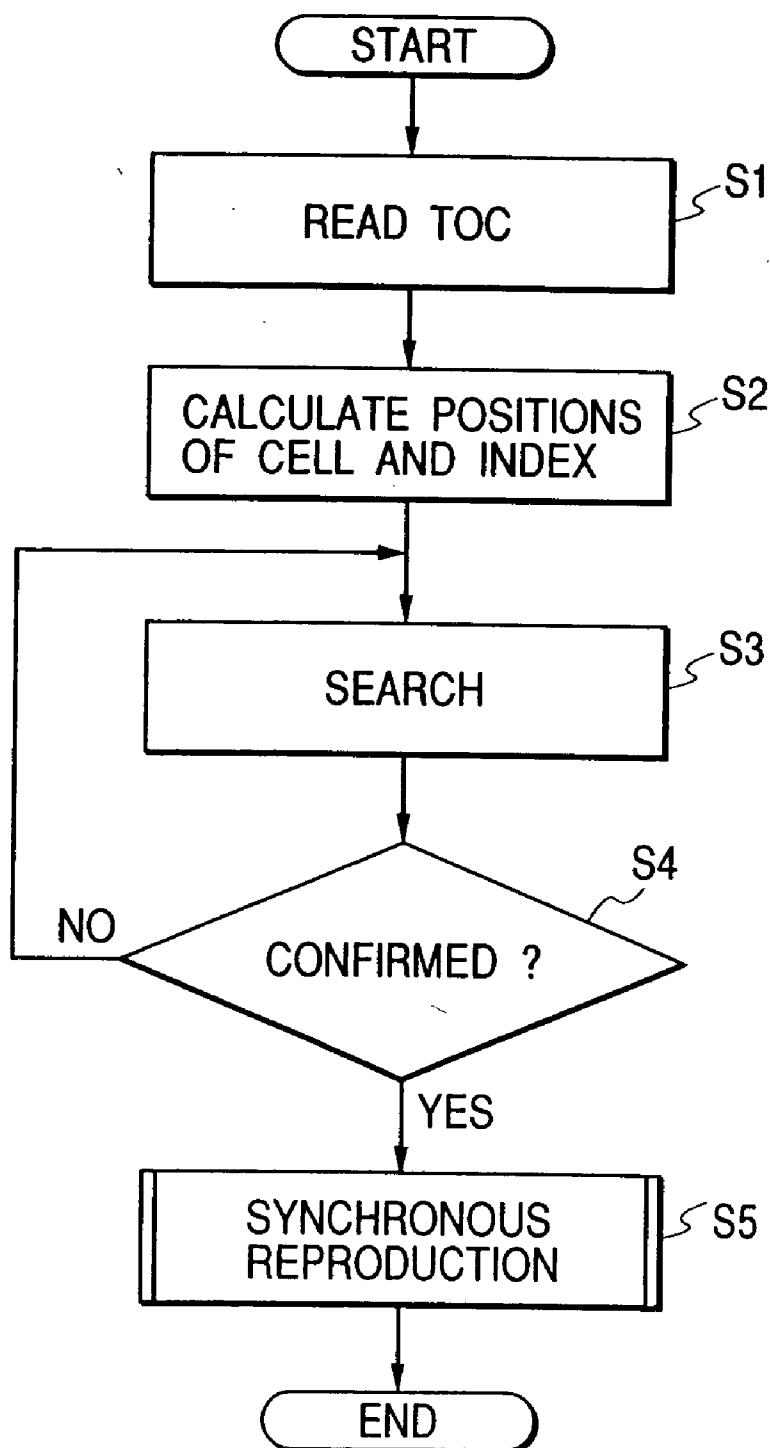 START
READ TOC
S1
CALCULATE POSITIONS
OF CELL AND INDEX
S2
SEARCH
S3
CONFIRMED ?
S4
NO
YES
SYNCHRONOUS
REPRODUCTION
S5
END